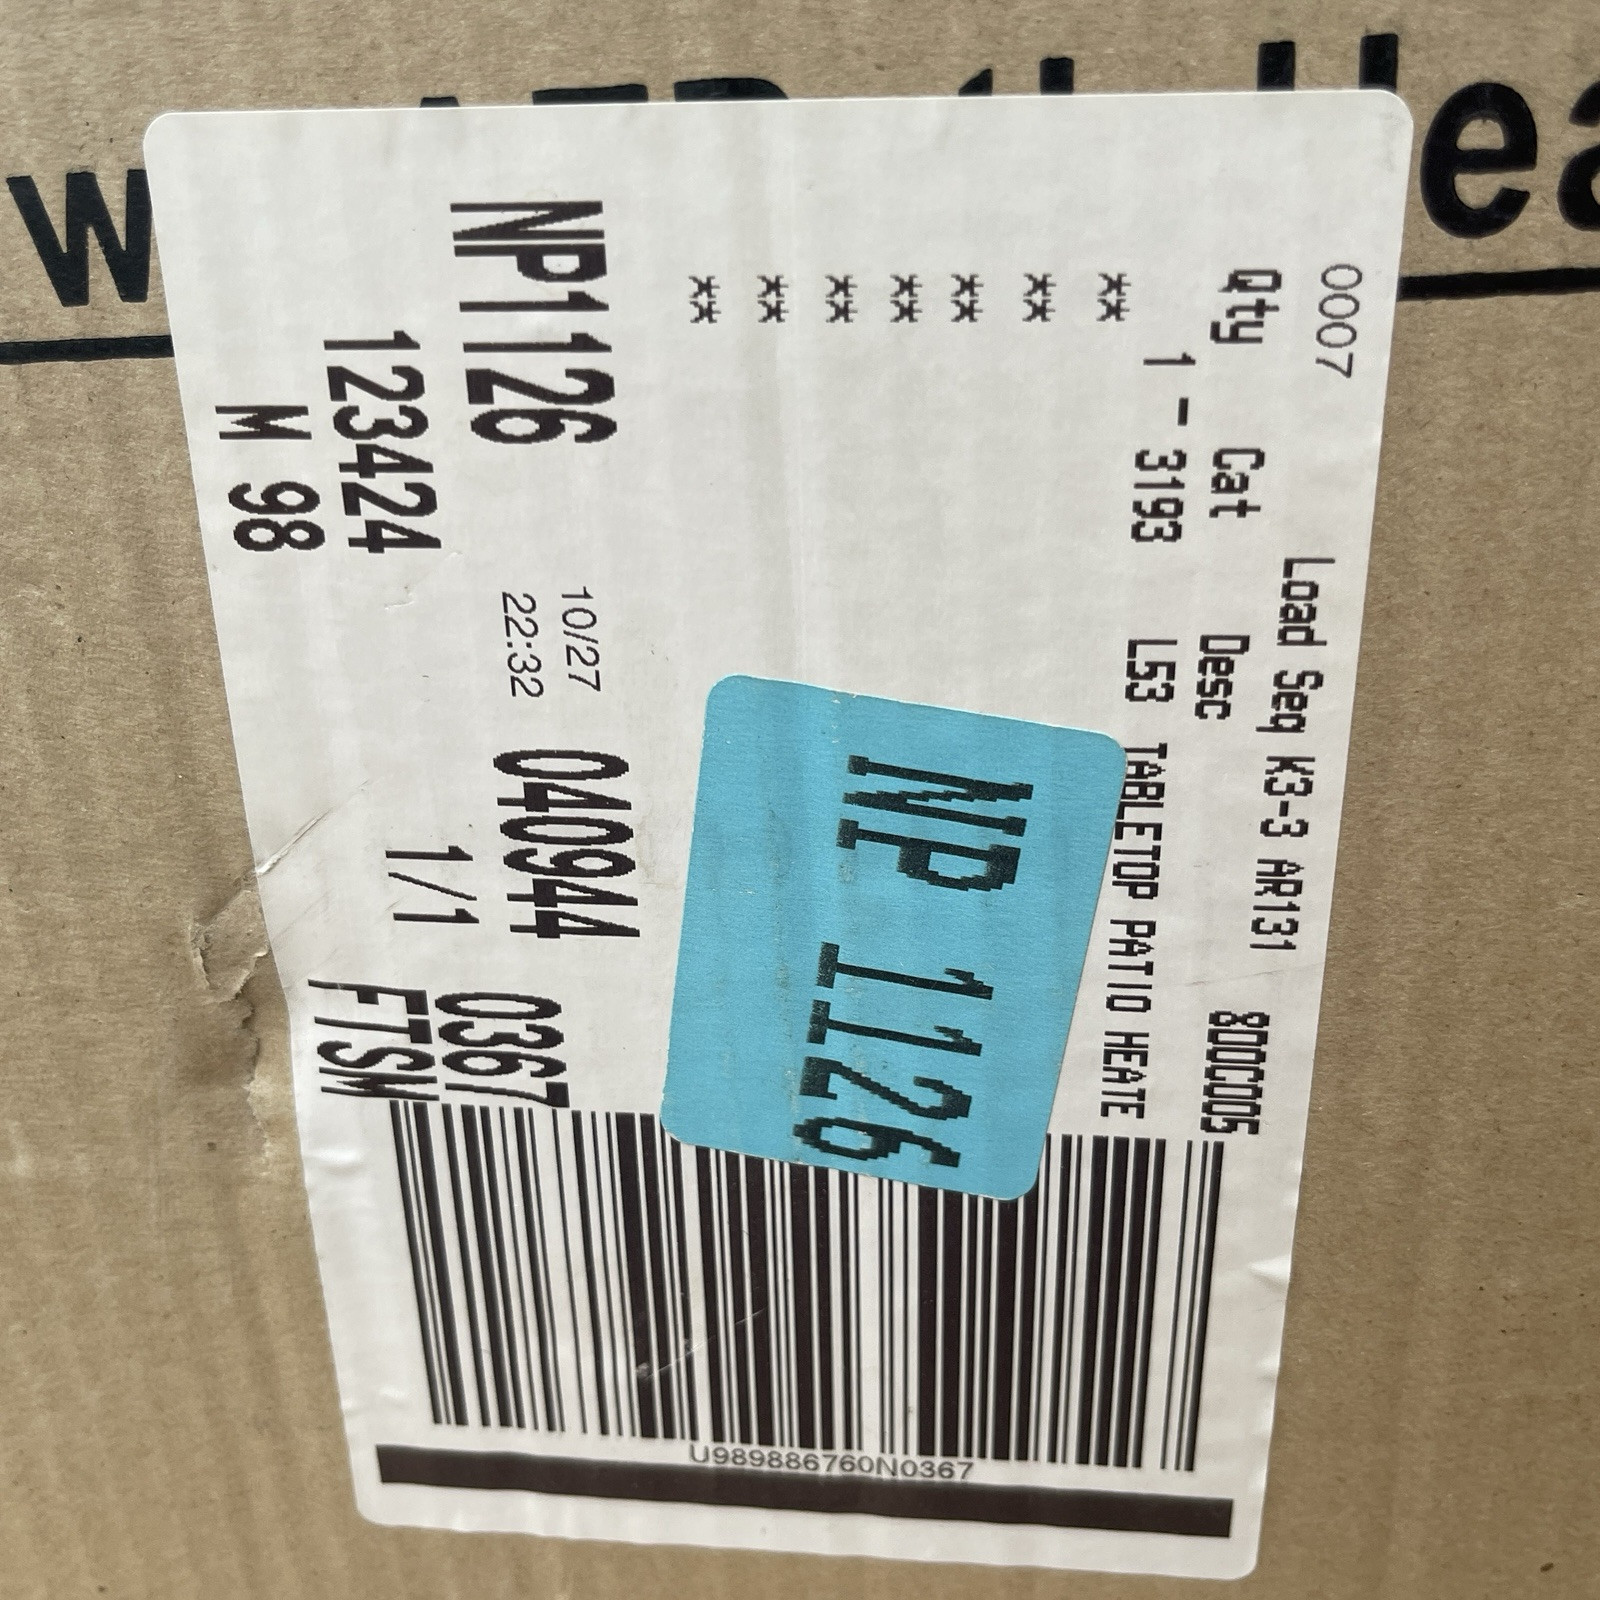 0007
Load Seq K3-3 AR131
Qty Cat Desc 800C005
1 - 3193 L53 TABLETOP PATIO HEATE
**
**
**
**
**
**
**
NP 1126
NP1126 10/27 040944 0367
22:32
123424 1/1 FTSW
M 98
U989886760N0367